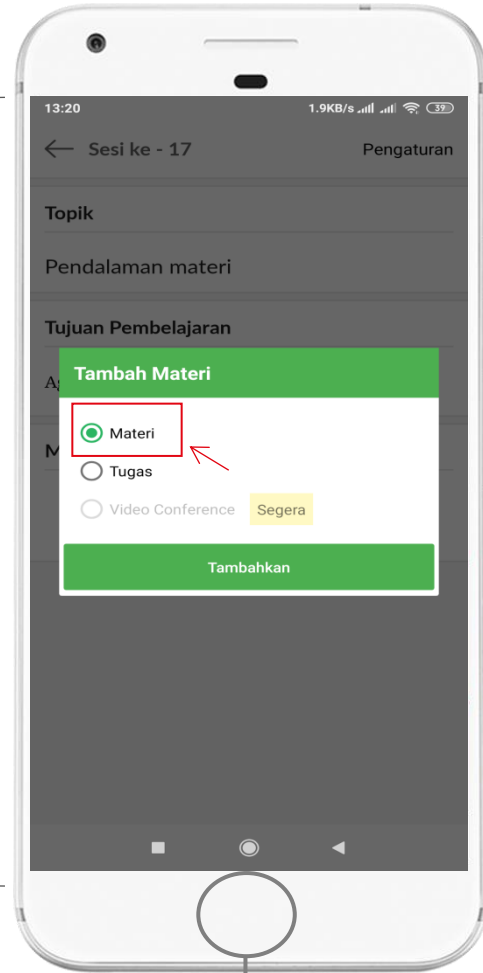 13:20 1.9KB/s 39
Sesi ke - 17 Pengaturan
Topik
Pendalaman materi
Tujuan Pembelajaran
Tambah Materi
Materi
Tugas
Video Conference Segera
Tambahkan